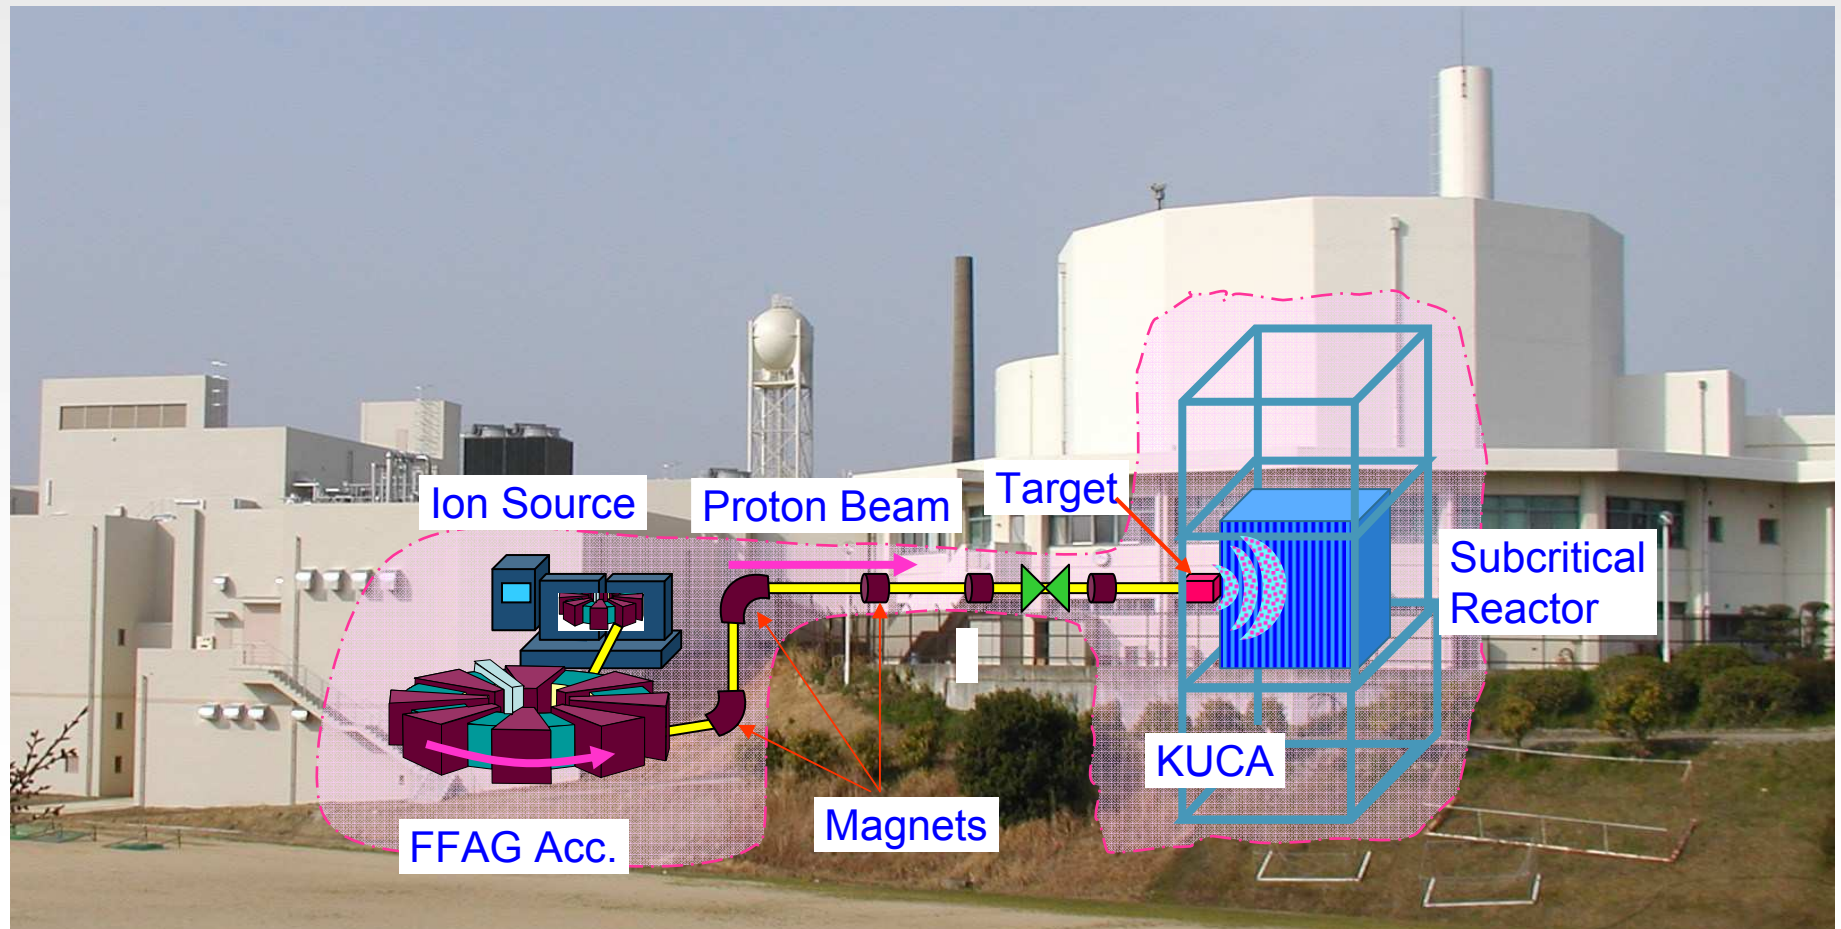 Ion Source
Proton Beam
Target
Subcritical
Reactor
KUCA
Magnets
FFAG Acc.